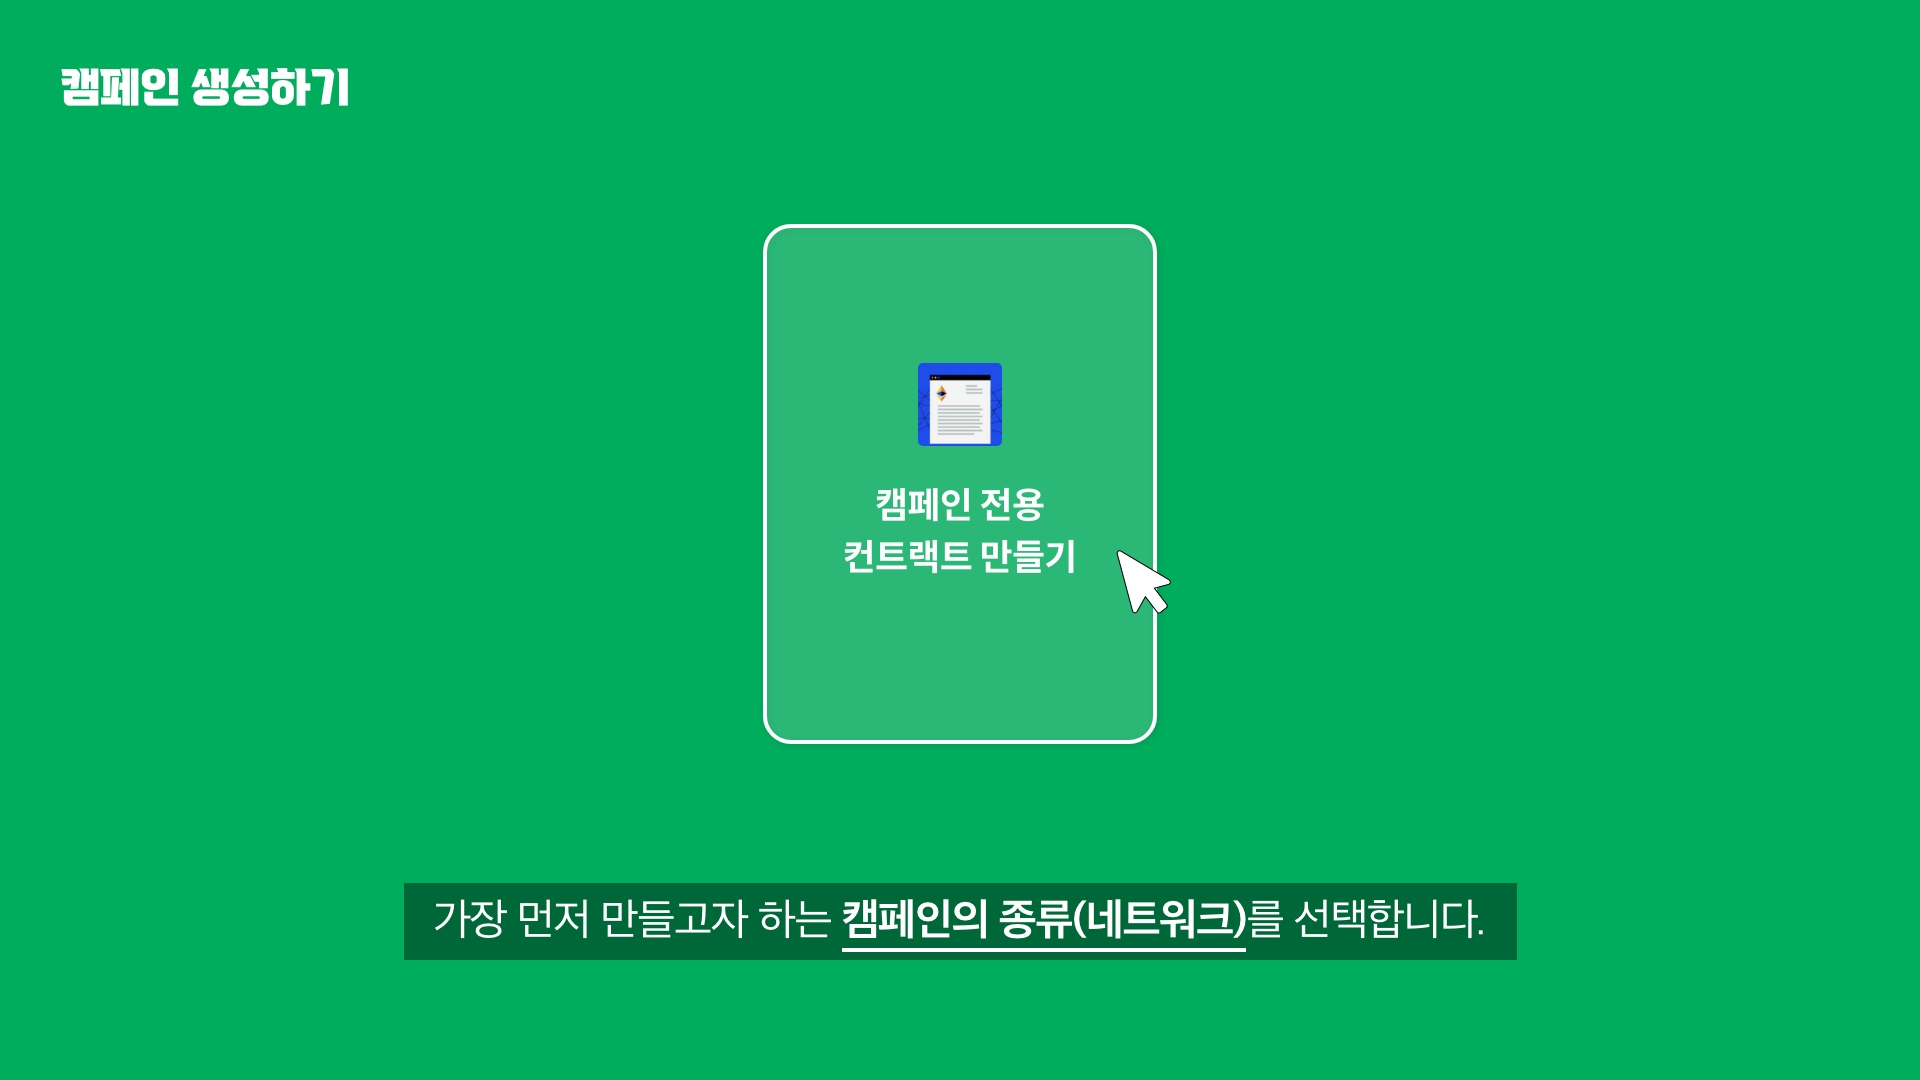 캠페인 생성하기
캠페인 전용
컨트랙트 만들기
가장 먼저 만들고자 하는 캠페인의 종류(네트워크)를 선택합니다.